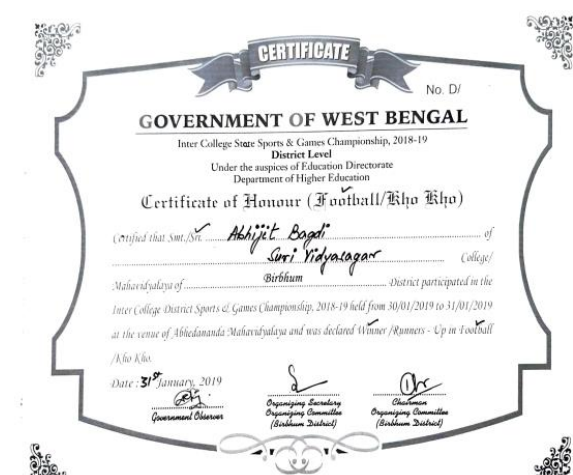 CERTIFICATE
No. D/
GOVERNMENT OF WEST BENGAL
Inter College State Sports & Games Championship, 2018-19
District Level
Under the auspices of Education Directorate
Department of Higher Education
Certificate of Honour (Football/Kho Kho)
Certified that Smt./Sri. Abhijit Bagdi of
Suri Vidyasagar College/
Mahavidyalaya of Birbhum District participated in the
Inter College District Sports & Games Championship, 2018-19 held from 30/01/2019 to 31/01/2019
at the venue of Abhedananda Mahavidyalaya and was declared Winner /Runners - Up in Football
/Kho Kho.
Date : 31st January, 2019
Government Observer
Organizing Secretary
Organizing Committee
(Birbhum District)
Chairman
Organizing Committee
(Birbhum District)